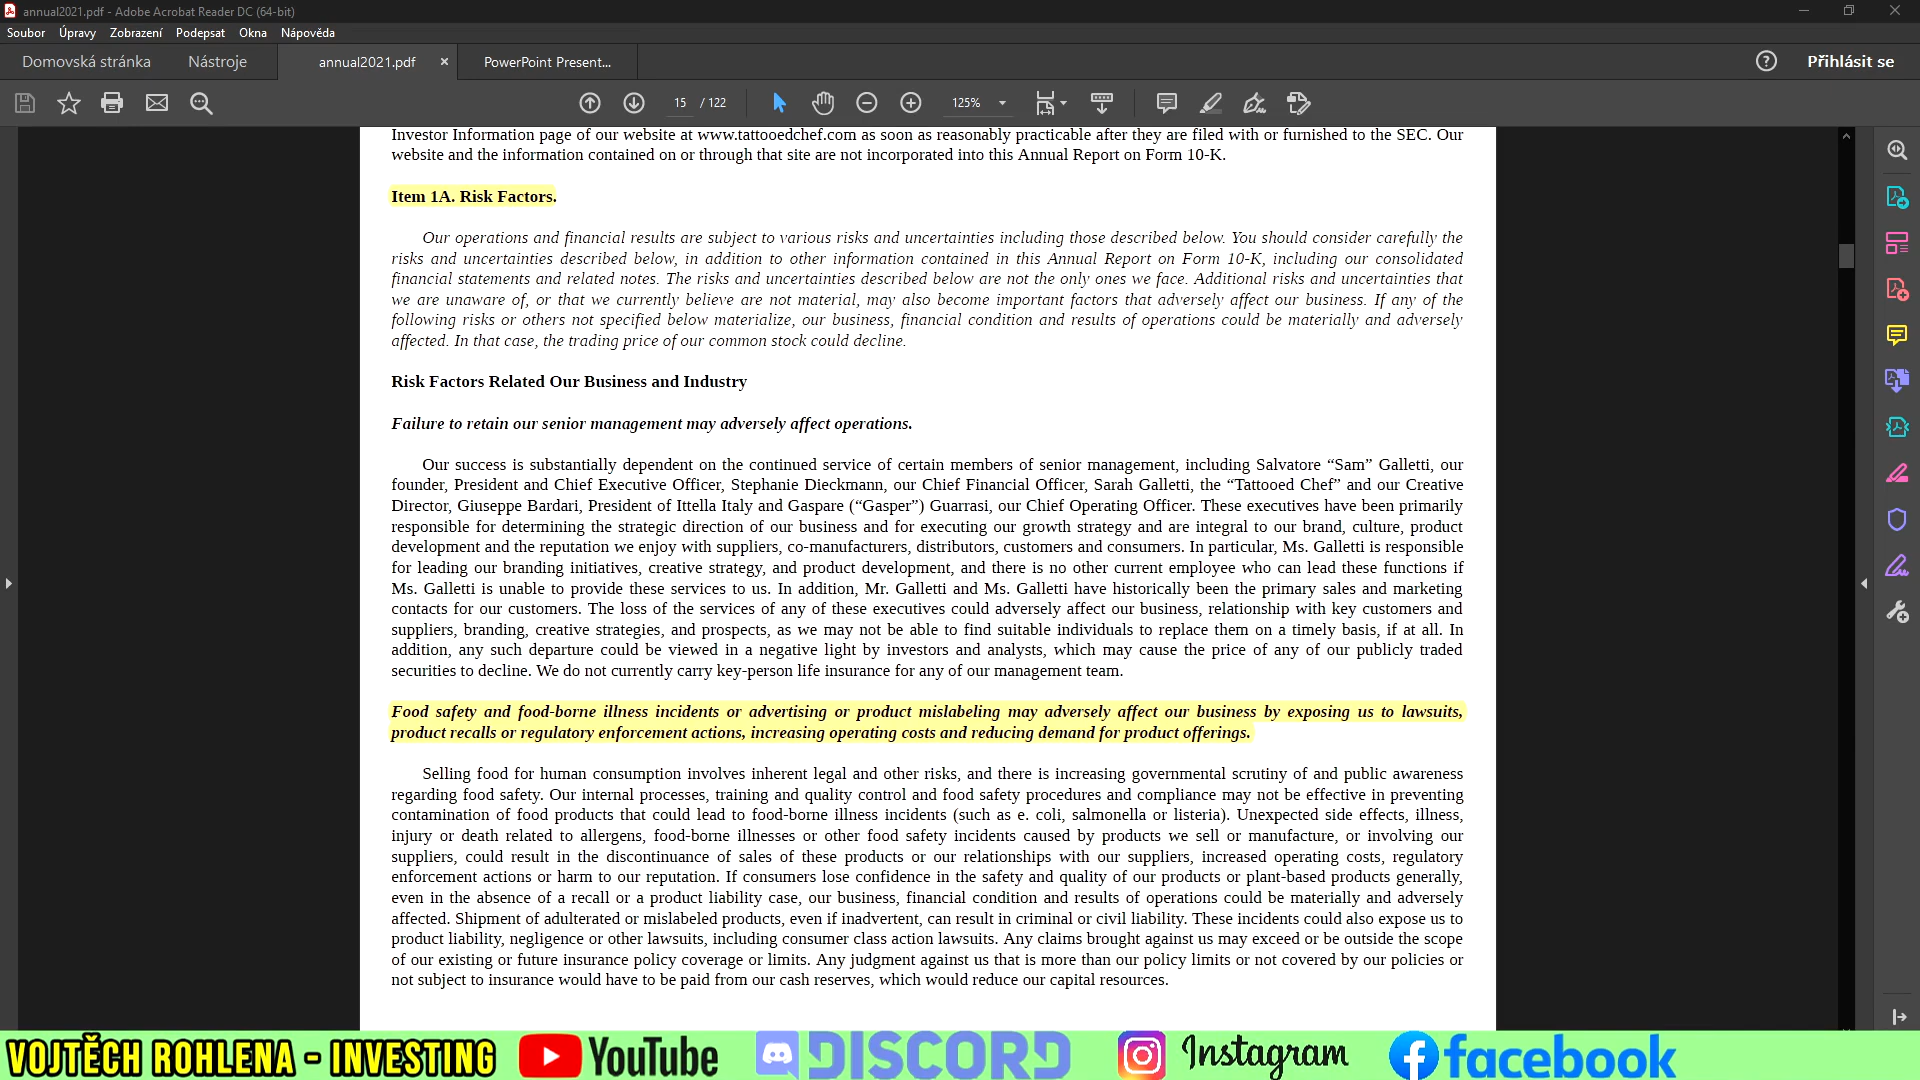 annual2021.pdf - Adobe Acrobat Reader DC (64-bit)
Soubor Úpravy Zobrazení Podepsat Okna Nápověda
Domovská stránka Nástroje annual2021.pdf × PowerPoint Present... ? Přihlásit se
15 / 122 125%
Investor Information page of our website at www.tattooedchef.com as soon as reasonably practicable after they are filed with or furnished to the SEC. Our
website and the information contained on or through that site are not incorporated into this Annual Report on Form 10-K.
Item 1A. Risk Factors.
Our operations and financial results are subject to various risks and uncertainties including those described below. You should consider carefully the
risks and uncertainties described below, in addition to other information contained in this Annual Report on Form 10-K, including our consolidated
financial statements and related notes. The risks and uncertainties described below are not the only ones we face. Additional risks and uncertainties that
we are unaware of, or that we currently believe are not material, may also become important factors that adversely affect our business. If any of the
following risks or others not specified below materialize, our business, financial condition and results of operations could be materially and adversely
affected. In that case, the trading price of our common stock could decline.
Risk Factors Related Our Business and Industry
Failure to retain our senior management may adversely affect operations.
Our success is substantially dependent on the continued service of certain members of senior management, including Salvatore “Sam” Galletti, our
founder, President and Chief Executive Officer, Stephanie Dieckmann, our Chief Financial Officer, Sarah Galletti, the “Tattooed Chef” and our Creative
Director, Giuseppe Bardari, President of Ittella Italy and Gaspare (“Gasper”) Guarrasi, our Chief Operating Officer. These executives have been primarily
responsible for determining the strategic direction of our business and for executing our growth strategy and are integral to our brand, culture, product
development and the reputation we enjoy with suppliers, co-manufacturers, distributors, customers and consumers. In particular, Ms. Galletti is responsible
for leading our branding initiatives, creative strategy, and product development, and there is no other current employee who can lead these functions if
Ms. Galletti is unable to provide these services to us. In addition, Mr. Galletti and Ms. Galletti have historically been the primary sales and marketing
contacts for our customers. The loss of the services of any of these executives could adversely affect our business, relationship with key customers and
suppliers, branding, creative strategies, and prospects, as we may not be able to find suitable individuals to replace them on a timely basis, if at all. In
addition, any such departure could be viewed in a negative light by investors and analysts, which may cause the price of any of our publicly traded
securities to decline. We do not currently carry key-person life insurance for any of our management team.
Food safety and food-borne illness incidents or advertising or product mislabeling may adversely affect our business by exposing us to lawsuits,
product recalls or regulatory enforcement actions, increasing operating costs and reducing demand for product offerings.
Selling food for human consumption involves inherent legal and other risks, and there is increasing governmental scrutiny of and public awareness
regarding food safety. Our internal processes, training and quality control and food safety procedures and compliance may not be effective in preventing
contamination of food products that could lead to food-borne illness incidents (such as e. coli, salmonella or listeria). Unexpected side effects, illness,
injury or death related to allergens, food-borne illnesses or other food safety incidents caused by products we sell or manufacture, or involving our
suppliers, could result in the discontinuance of sales of these products or our relationships with our suppliers, increased operating costs, regulatory
enforcement actions or harm to our reputation. If consumers lose confidence in the safety and quality of our products or plant-based products generally,
even in the absence of a recall or a product liability case, our business, financial condition and results of operations could be materially and adversely
affected. Shipment of adulterated or mislabeled products, even if inadvertent, can result in criminal or civil liability. These incidents could also expose us to
product liability, negligence or other lawsuits, including consumer class action lawsuits. Any claims brought against us may exceed or be outside the scope
of our existing or future insurance policy coverage or limits. Any judgment against us that is more than our policy limits or not covered by our policies or
not subject to insurance would have to be paid from our cash reserves, which would reduce our capital resources.
VOJTĚCH ROHLENA - INVESTING YouTube DISCORD Instagram facebook